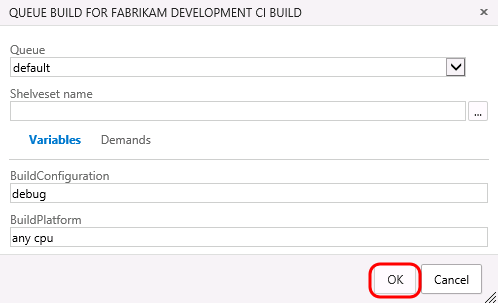 QUEUE BUILD FOR FABRIKAM DEVELOPMENT CI BUILD
Queue
default
Shelveset name
...
Variables Demands
BuildConfiguration
debug
BuildPlatform
any cpu
OK Cancel